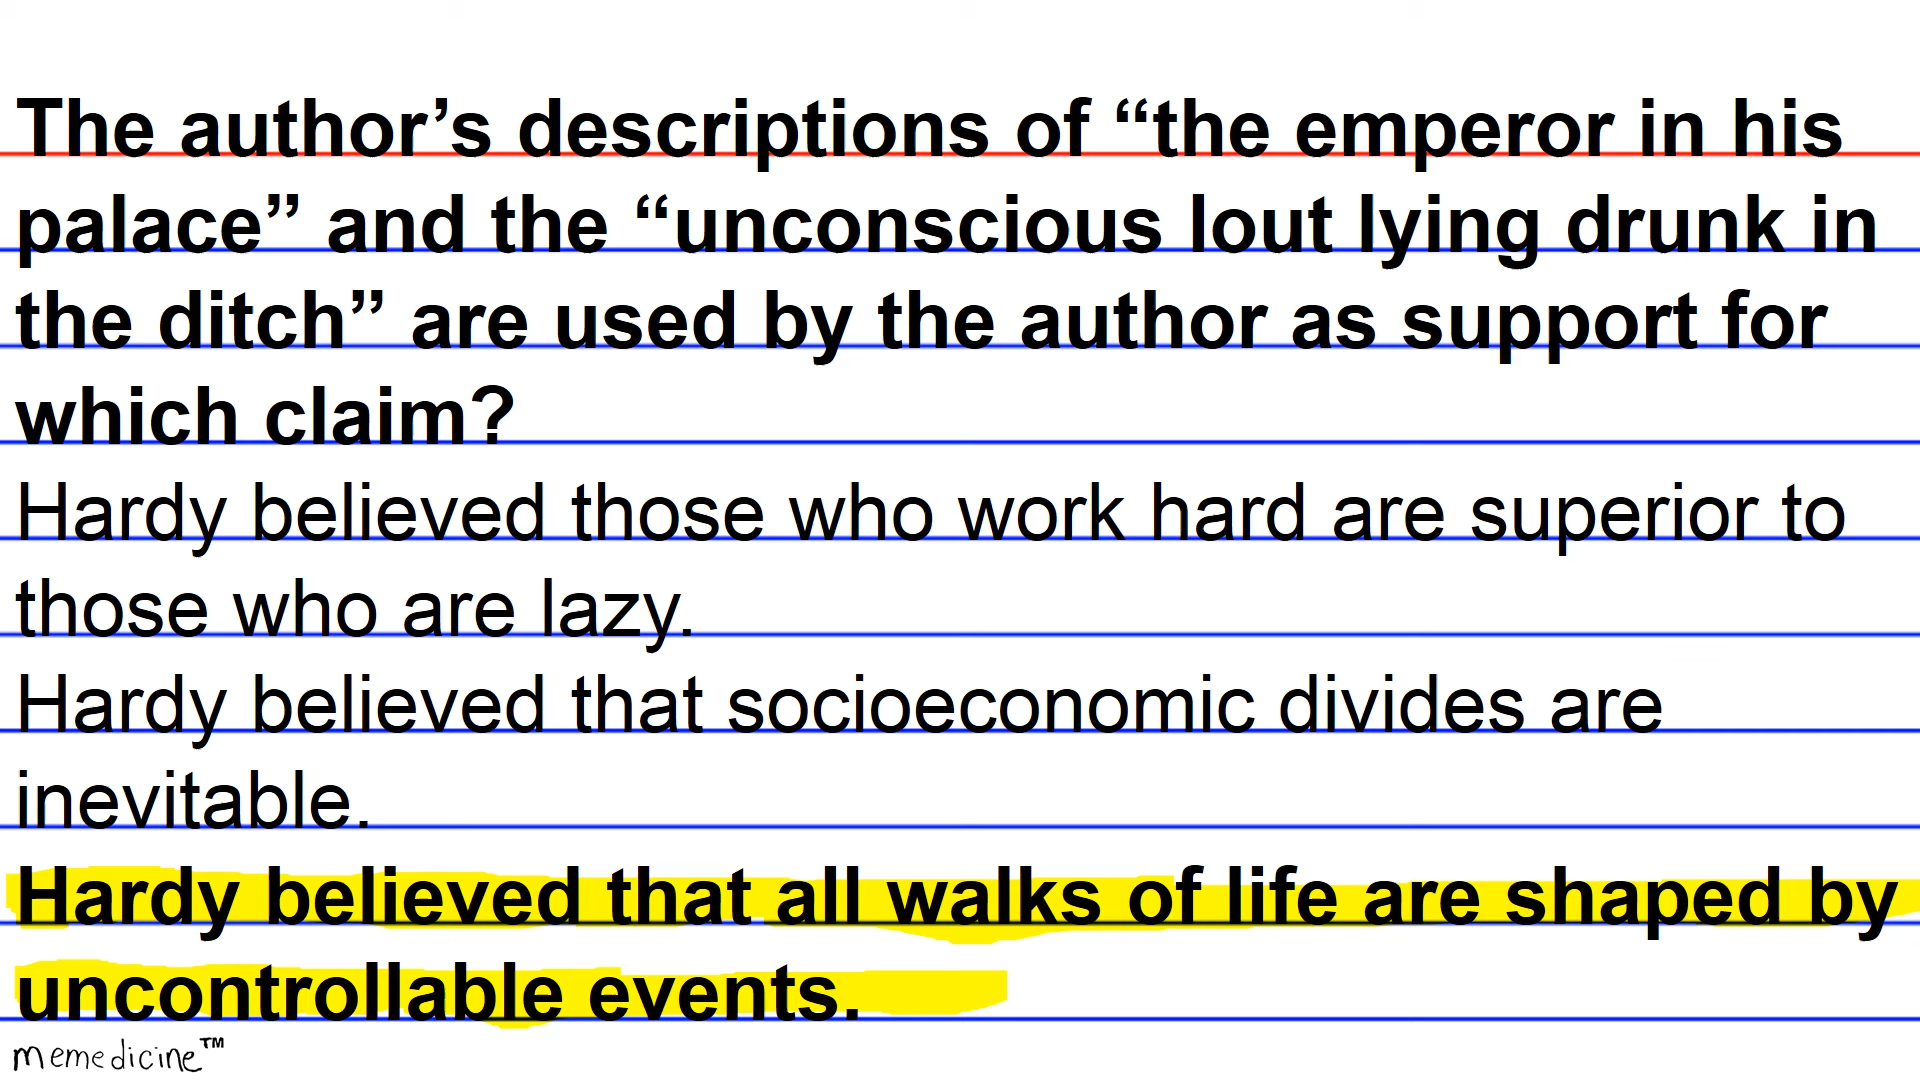 The author’s descriptions of “the emperor in his
palace” and the “unconscious lout lying drunk in
the ditch” are used by the author as support for
which claim?
Hardy believed those who work hard are superior to
those who are lazy.
Hardy believed that socioeconomic divides are
inevitable.
Hardy believed that all walks of life are shaped by
uncontrollable events.
memedicine™